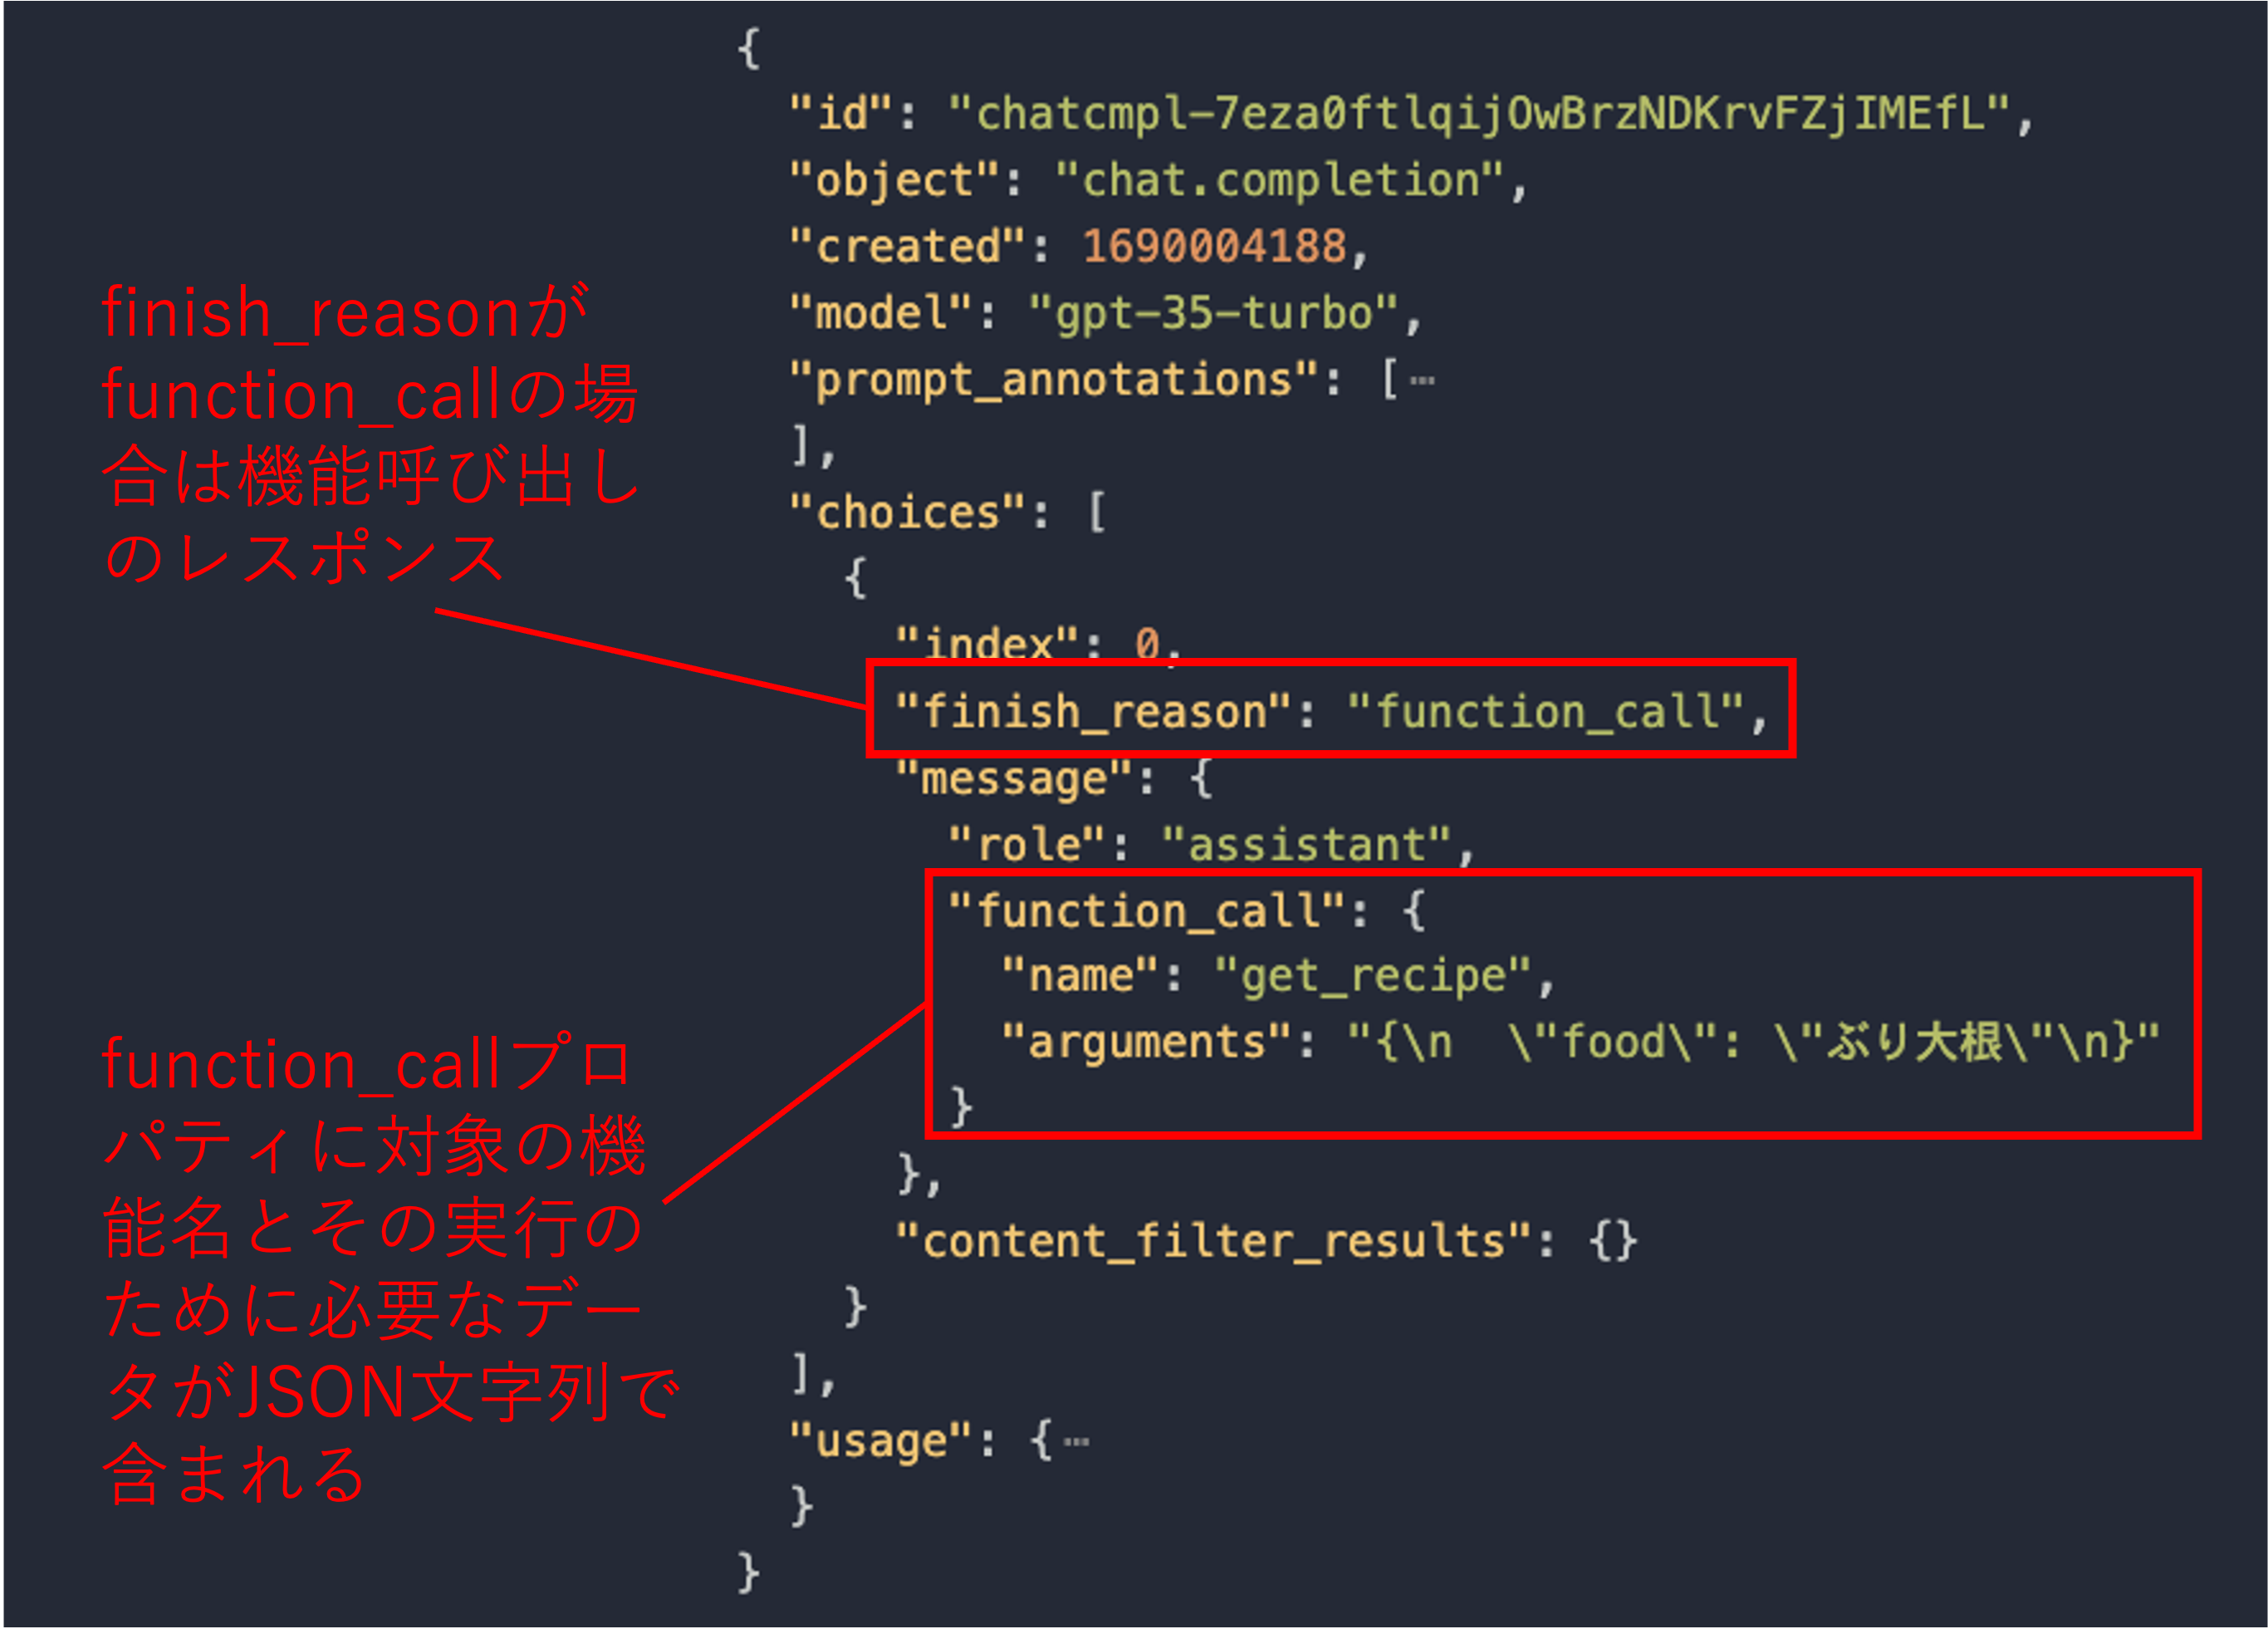 finish_reasonが
function_callの場
合は機能呼び出し
のレスポンス
function_callプロ
パティに対象の機
能名とその実行の
ために必要なデー
タがJSON文字列で
含まれる
{
"id": "chatcmpl-7eza0ftlqijOwBrzNDKrvFZjIMEfL",
"object": "chat.completion",
"created": 1690004188,
"model": "gpt-35-turbo",
"prompt_annotations": […
],
"choices": [
{
"index": 0,
"finish_reason": "function_call",
"message": {
"role": "assistant",
"function_call": {
"name": "get_recipe",
"arguments": "{\n  \"food\": \"ぶり大根\"\n}"
}
},
"content_filter_results": {}
}
],
"usage": {…
}
}